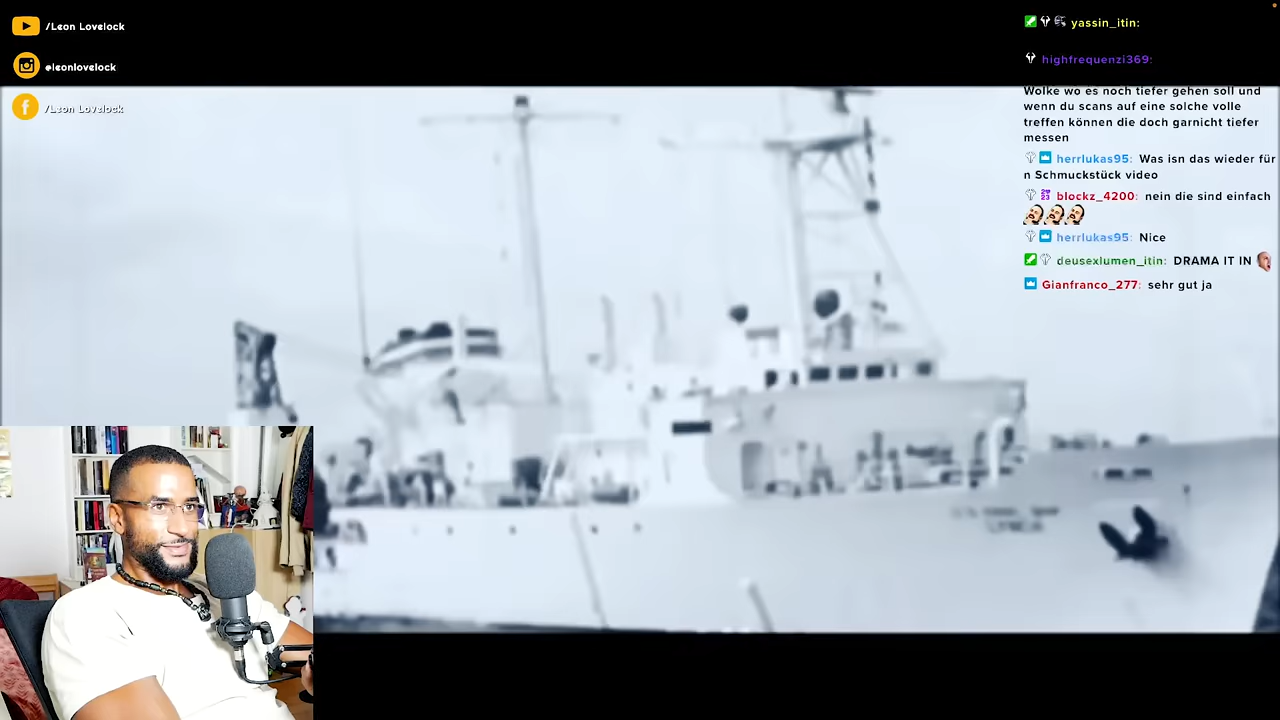 /Leon Lovelock
@leonlovelock
/Leon Lovelock
yassin_itin:
highfrequenzi369:
Wolke wo es noch tiefer gehen soll und
wenn du scans auf eine solche volle
treffen können die doch garnicht tiefer
messen
herrlukas95: Was isn das wieder für
n Schmuckstück video
blockz_4200: nein die sind einfach
herrlukas95: Nice
deusexlumen_itin: DRAMA IT IN
Gianfranco_277: sehr gut ja